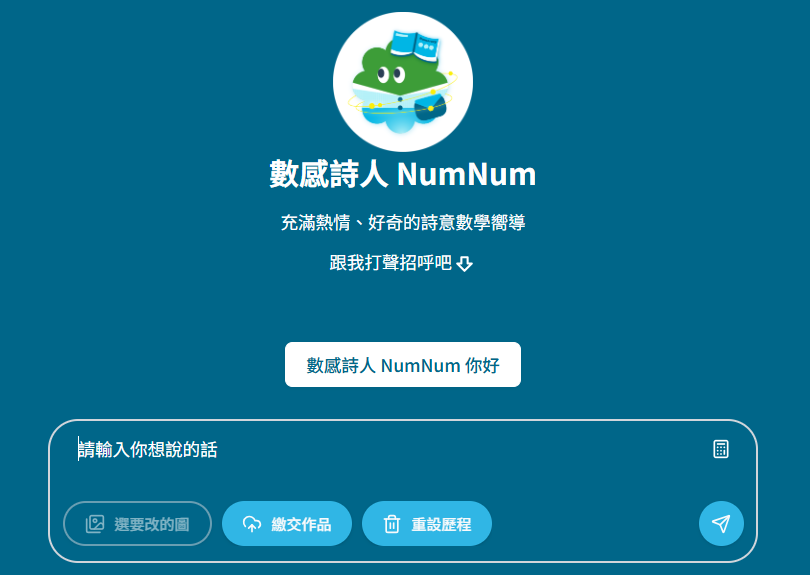 數感詩人 NumNum
充滿熱情、好奇的詩意數學嚮導
跟我打聲招呼吧
數感詩人 NumNum 你好
請輸入你想說的話
選要改的圖
繳交作品
重設歷程